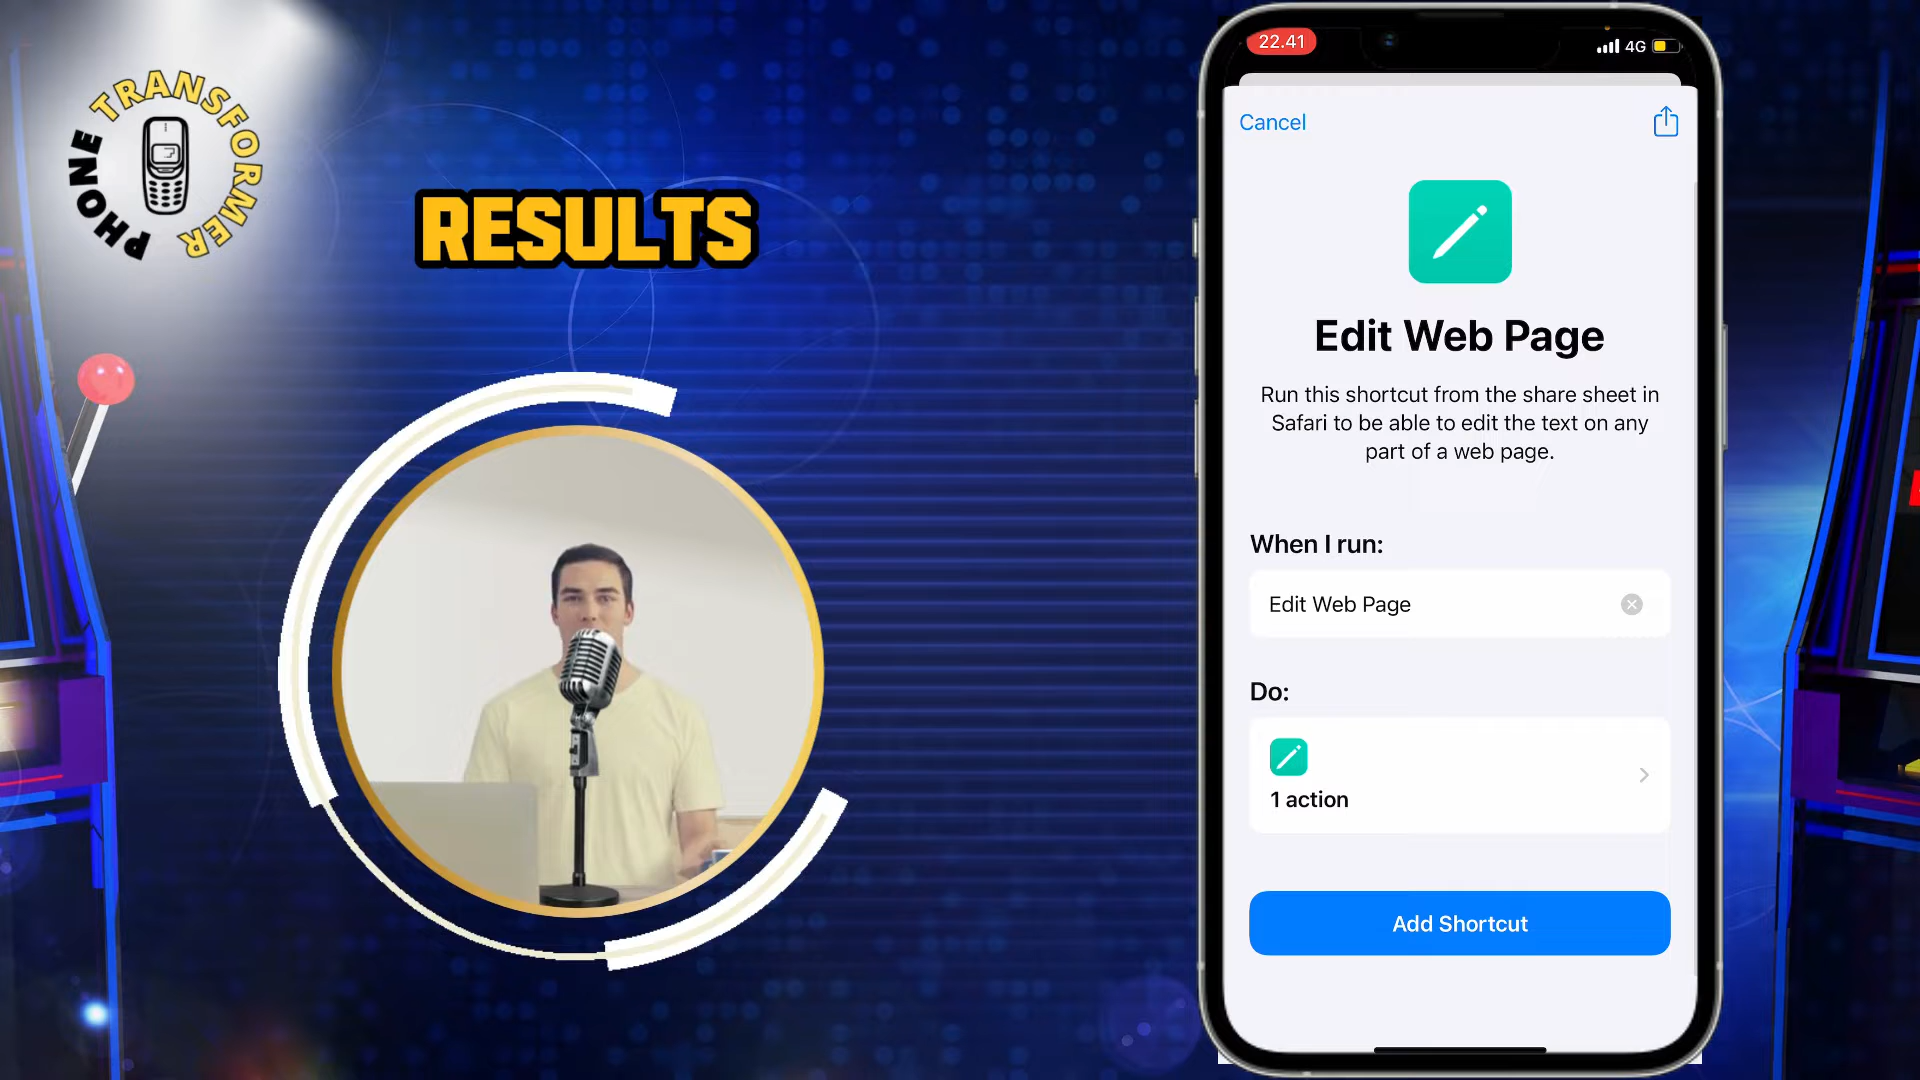 PHONE TRANSFORMER
RESULTS
22.41
4G
Cancel
Edit Web Page
Run this shortcut from the share sheet in
Safari to be able to edit the text on any
part of a web page.
When I run:
Edit Web Page
Do:
1 action
Add Shortcut